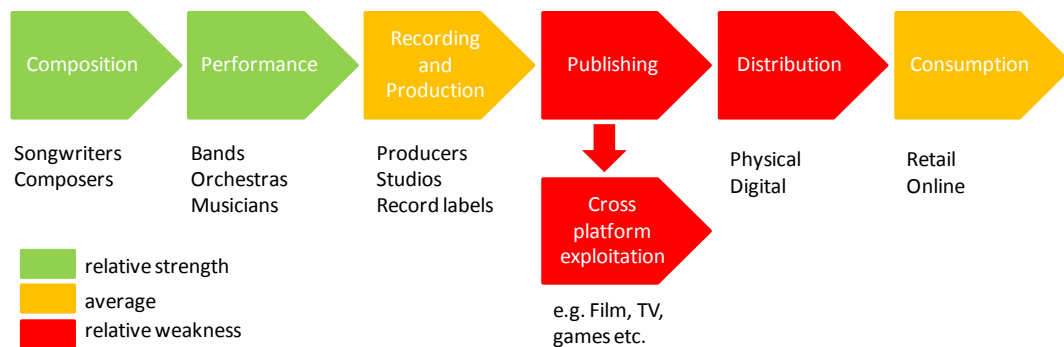 Composition
Performance
Recording
and
Production
Publishing
Distribution
Consumption
Songwriters
Composers
Bands
Orchestras
Musicians
Producers
Studios
Record labels
Physical
Digital
Retail
Online
Cross
platform
exploitation
e.g. Film, TV,
games etc.
relative strength
average
relative weakness